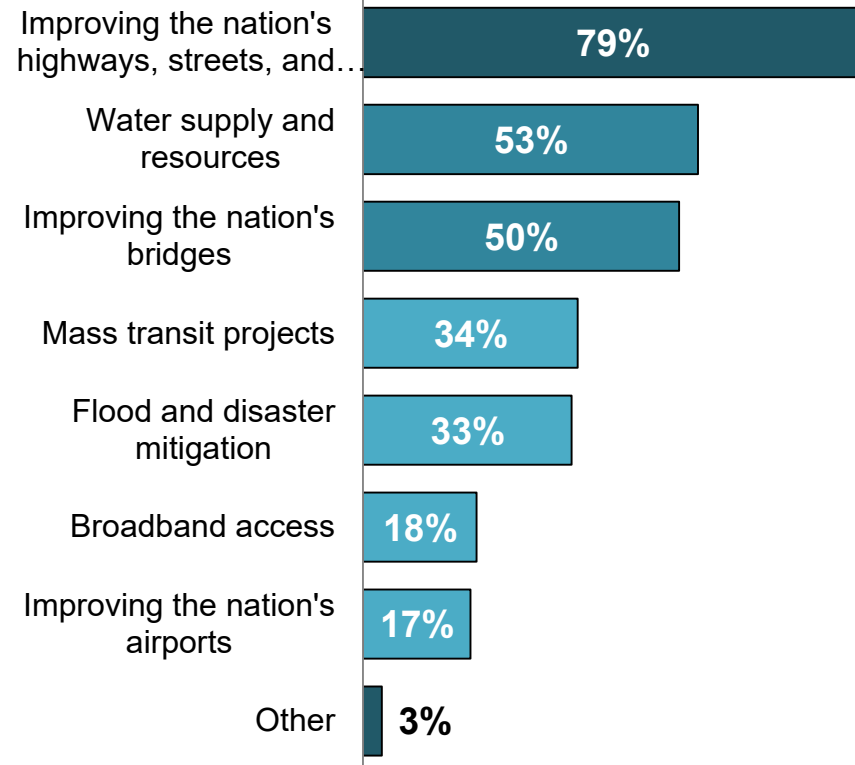 Improving the nation's
highways, streets, and…
79%
Water supply and
resources
53%
Improving the nation's
bridges
50%
Mass transit projects
34%
Flood and disaster
mitigation
33%
Broadband access
18%
Improving the nation's
airports
17%
Other
3%